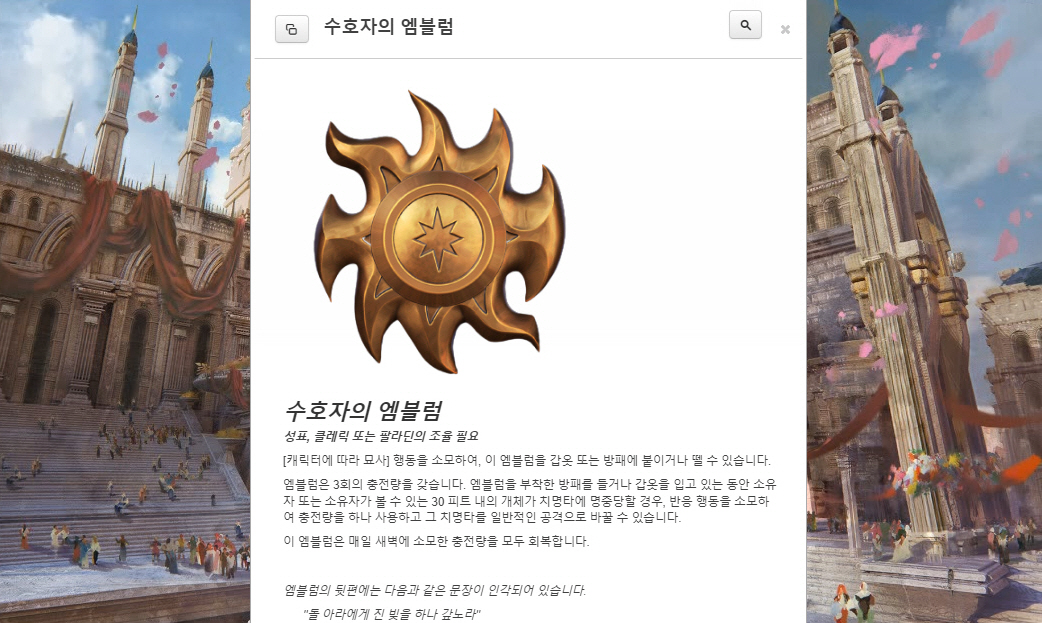 수호자의 엠블럼
수호자의 엠블럼
성표, 클레릭 또는 팔라딘의 조율 필요
[캐릭터에 따라 묘사] 행동을 소모하여, 이 엠블럼을 갑옷 또는 방패에 붙이거나 뗄 수 있습니다.
엠블럼은 3회의 충전량을 갖습니다. 엠블럼을 부착한 방패를 들거나 갑옷을 입고 있는 동안 소유
자 또는 소유자가 볼 수 있는 30 피트 내의 개체가 치명타에 명중당할 경우, 반응 행동을 소모하
여 충전량을 하나 사용하고 그 치명타를 일반적인 공격으로 바꿀 수 있습니다.
이 엠블럼은 매일 새벽에 소모한 충전량을 모두 회복합니다.
엠블럼의 뒷편에는 다음과 같은 문장이 인각되어 있습니다.
"돌 아라에게 진 빚을 하나 갚노라"